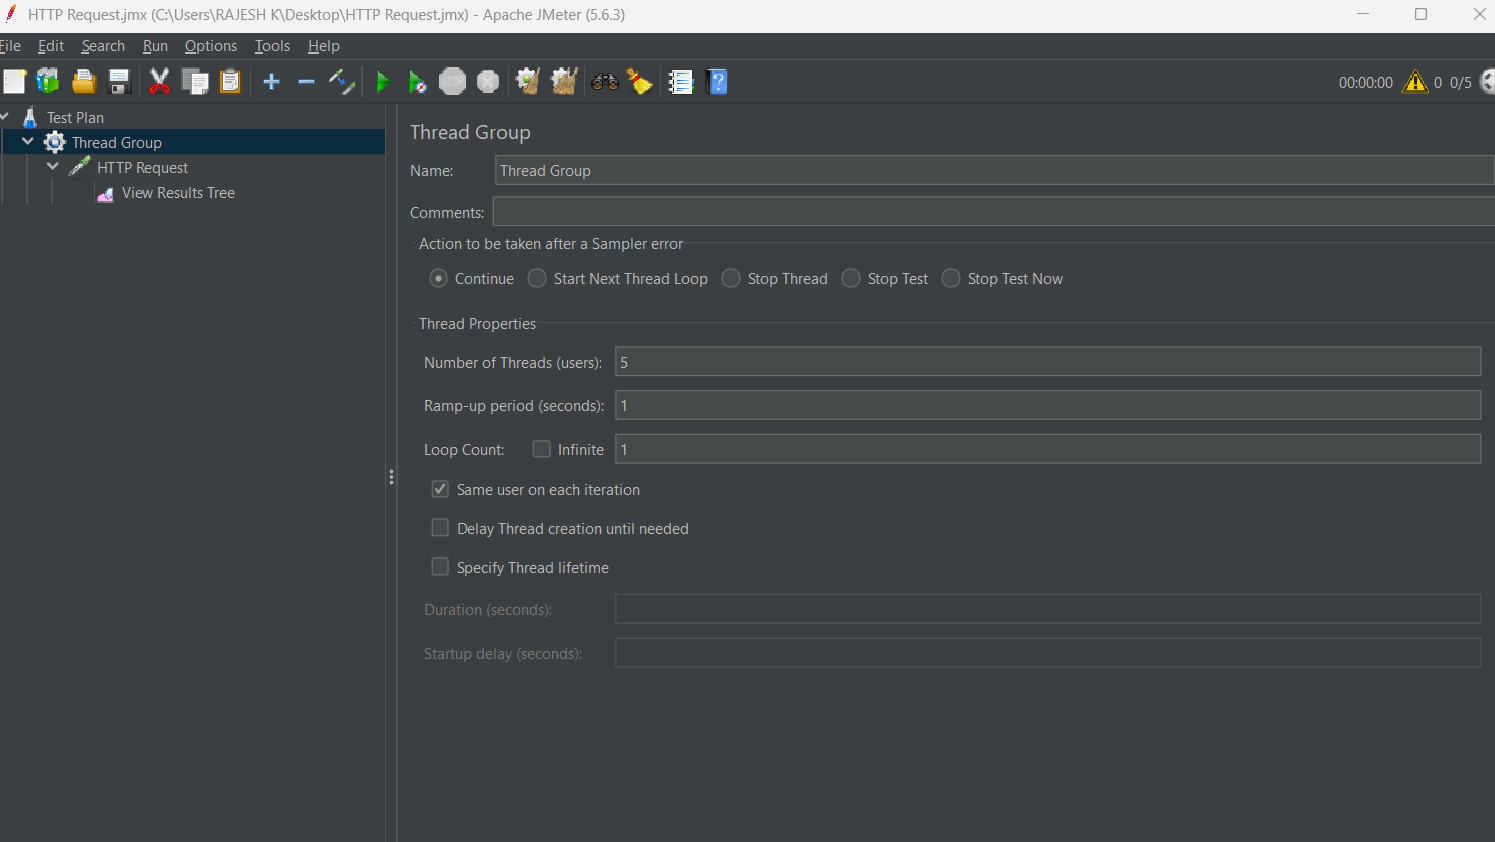 HTTP Request.jmx (C:\Users\RAJESH K\Desktop\HTTP Request.jmx) - Apache JMeter (5.6.3)
File Edit Search Run Options Tools Help
STOP
00:00:00 0 0/5
Test Plan
Thread Group
HTTP Request
View Results Tree
Thread Group
Name: Thread Group
Comments:
Action to be taken after a Sampler error
Continue Start Next Thread Loop Stop Thread Stop Test Stop Test Now
Thread Properties
Number of Threads (users): 5
Ramp-up period (seconds): 1
Loop Count: Infinite 1
Same user on each iteration
Delay Thread creation until needed
Specify Thread lifetime
Duration (seconds):
Startup delay (seconds):